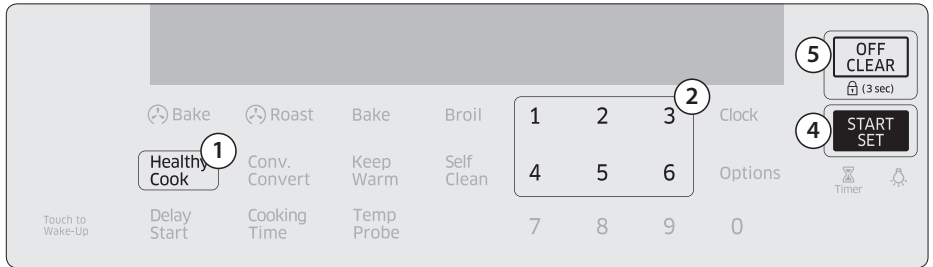 5
OFF
CLEAR
(3 sec)
Bake
Roast
Bake
Broil
1
2
3
2
Clock
4
START
SET
1
Healthy
Cook
Conv.
Convert
Keep
Warm
Self
Clean
4
5
6
Options
Timer
Touch to
Wake-Up
Delay
Start
Cooking
Time
Temp
Probe
7
8
9
0